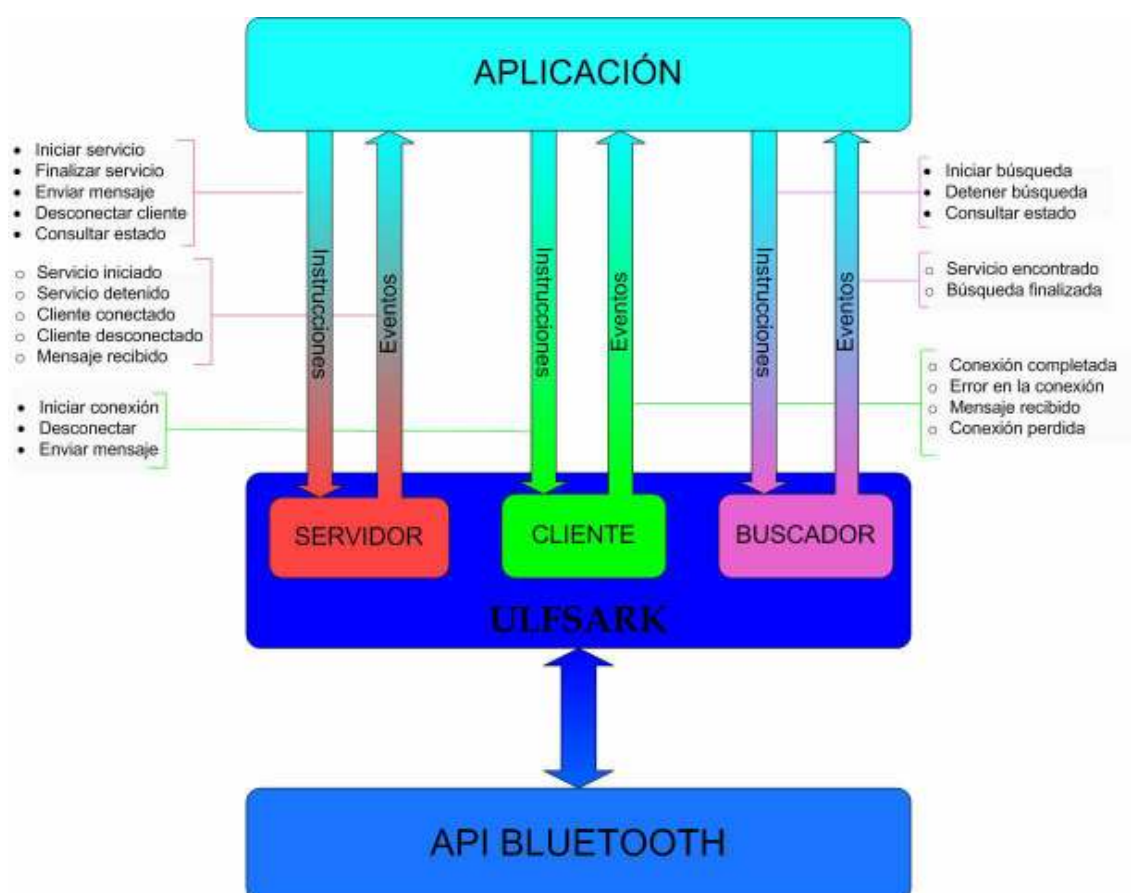 APLICACIÓN
Iniciar servicio
Finalizar servicio
Enviar mensaje
Desconectar cliente
Consultar estado
Servicio iniciado
Servicio detenido
Cliente conectado
Cliente desconectado
Mensaje recibido
Iniciar conexión
Desconectar
Enviar mensaje
Instrucciones
Eventos
Instrucciones
Eventos
Instrucciones
Eventos
Iniciar búsqueda
Detener búsqueda
Consultar estado
Servicio encontrado
Búsqueda finalizada
Conexión completada
Error en la conexión
Mensaje recibido
Conexión perdida
SERVIDOR
CLIENTE
BUSCADOR
ULFSARK
API BLUETOOTH